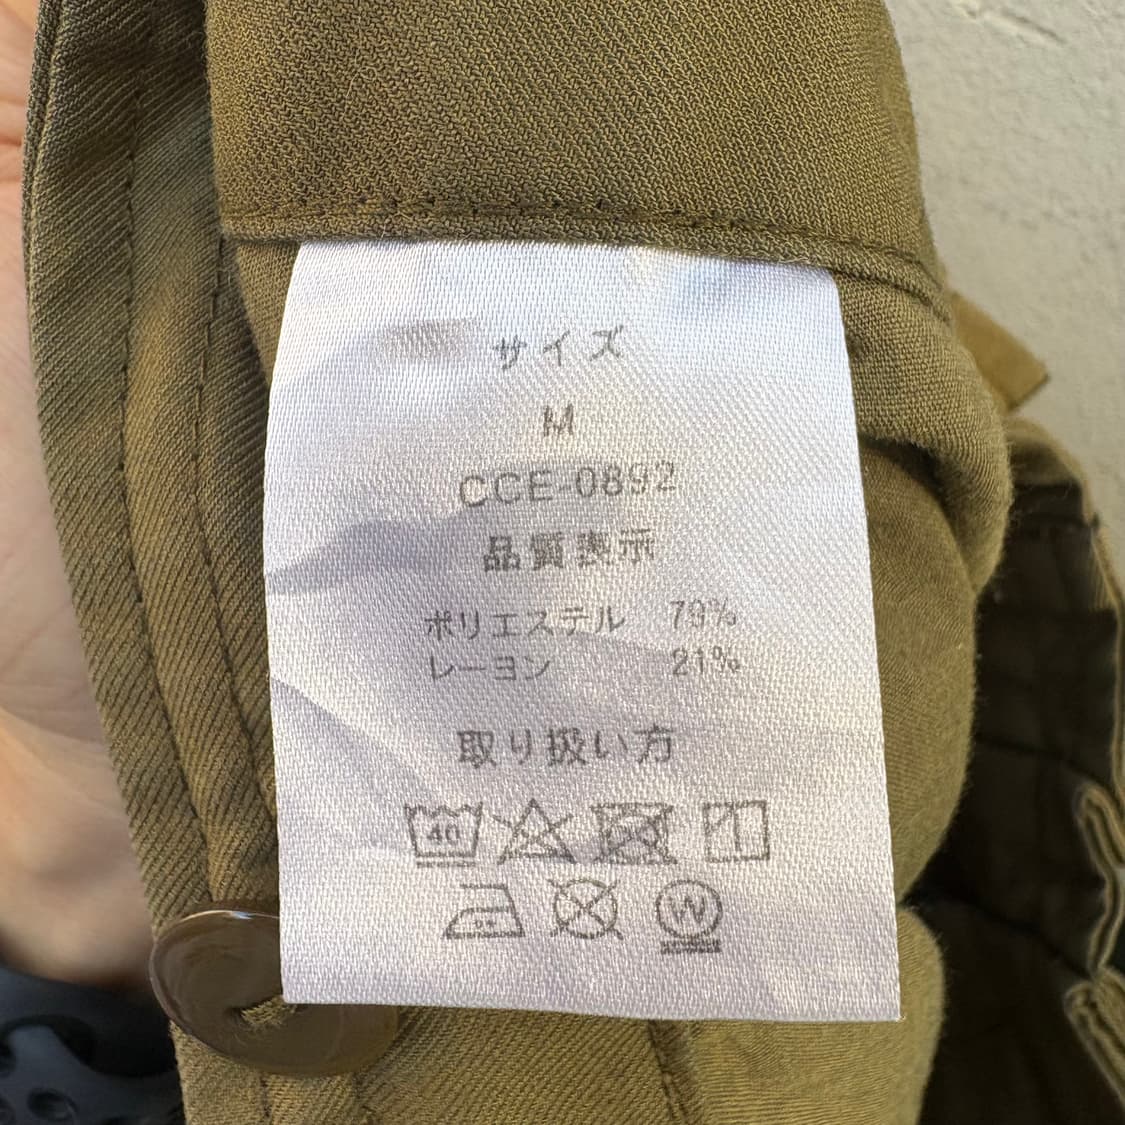 サイズ
M
CCE-0892
品質表示
ポリエステル 79%
レーヨン 21%
取り扱い方
40
W